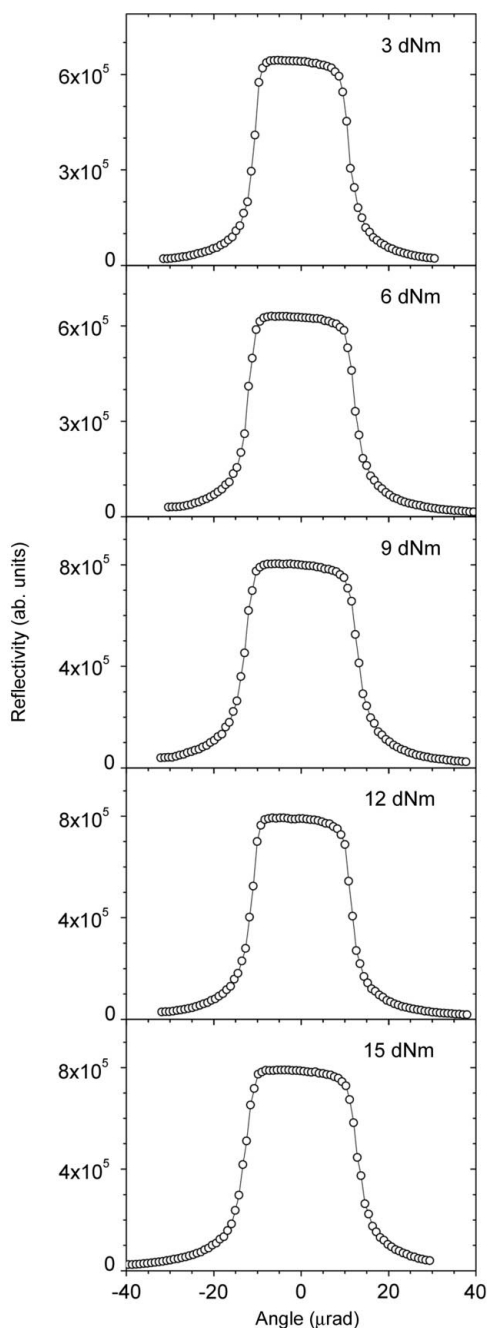 3 dNm
6x10⁵
3x10⁵
0
6 dNm
6x10⁵
3x10⁵
0
9 dNm
8x10⁵
4x10⁵
0
12 dNm
8x10⁵
4x10⁵
0
15 dNm
8x10⁵
4x10⁵
0
-40 -20 0 20 40
Angle (μrad)
Reflectivity (ab. units)